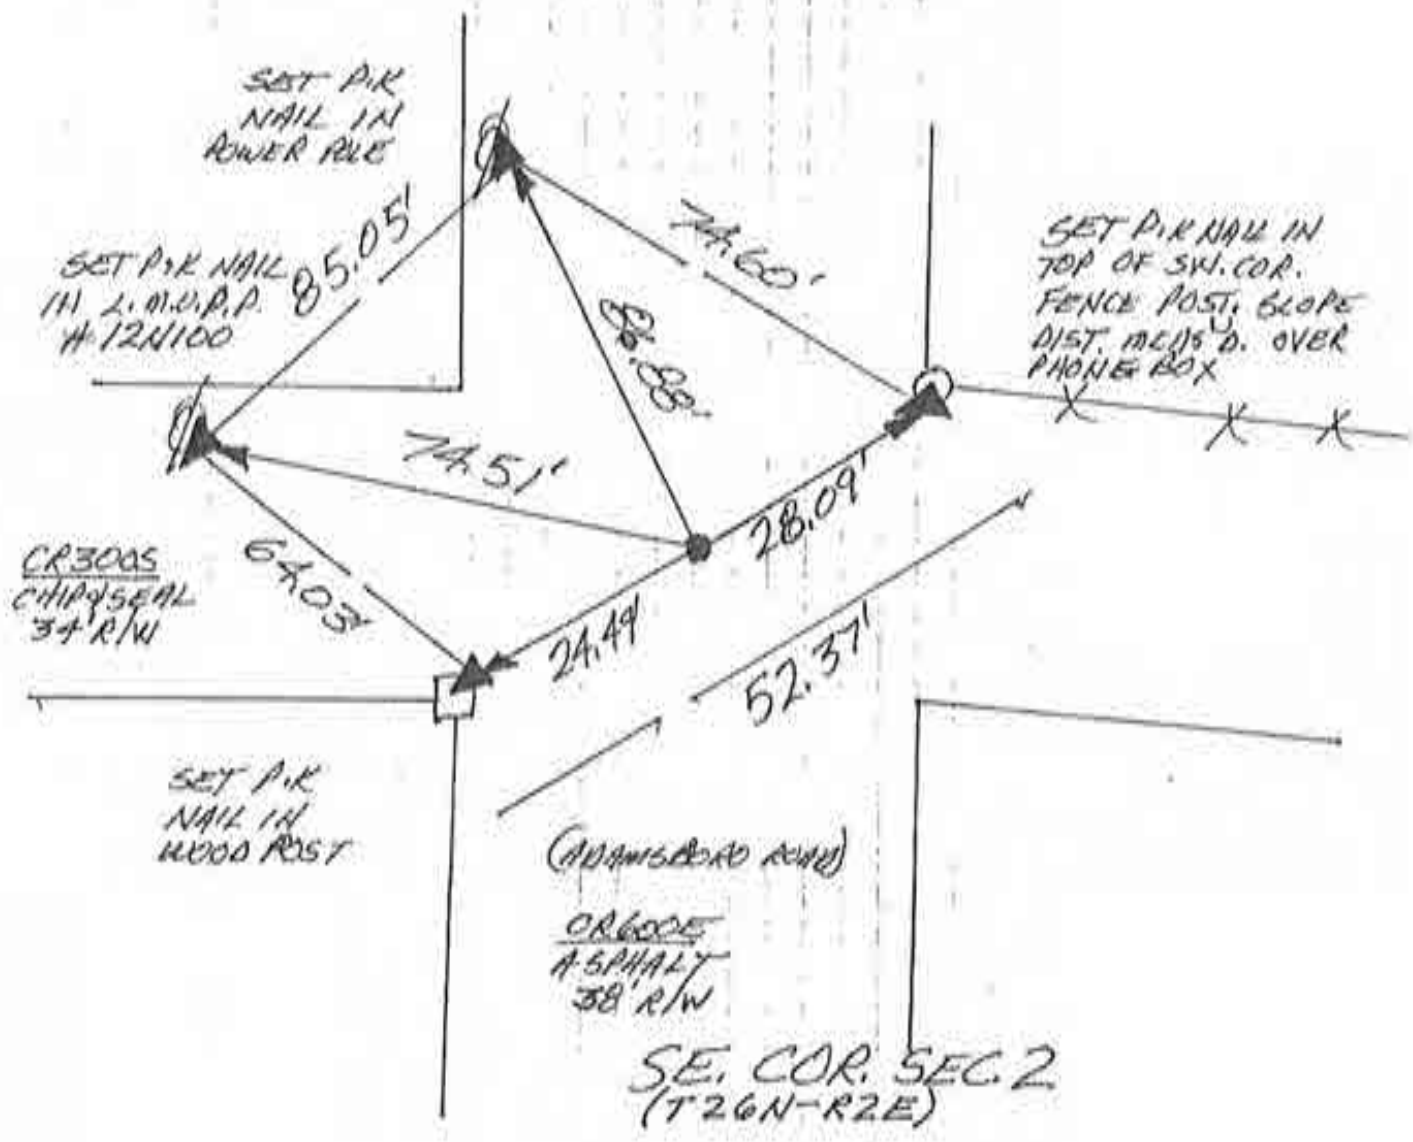 SET P.K
NAIL IN
POWER POLE
85.05'
74.60'
SET P.K NAIL IN
TOP OF SW. COR.
FENCE POST. SLOPE
DIST. OVER
PHONE BOX
SET P.K NAIL
IN L.M.U.P.P.
# 12N100
74.51'
28.09'
CR300S
CHIP & SEAL
34' R/W
64.03'
24.49'
52.37'
SET P.K
NAIL IN
WOOD POST
(ADAMSBORO ROAD)
CR600E
ASPHALT
38' R/W
SE. COR. SEC. 2
(T26N-R2E)